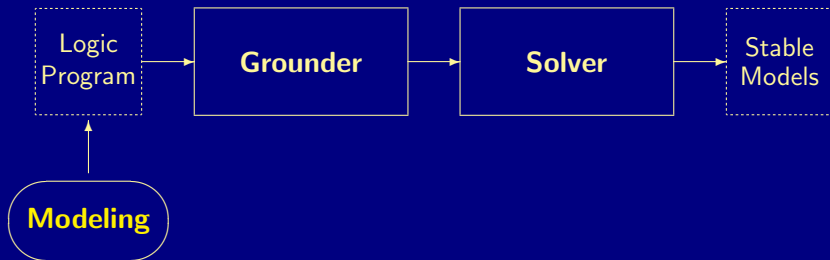 Logic
Program
Grounder
Solver
Stable
Models
Modeling